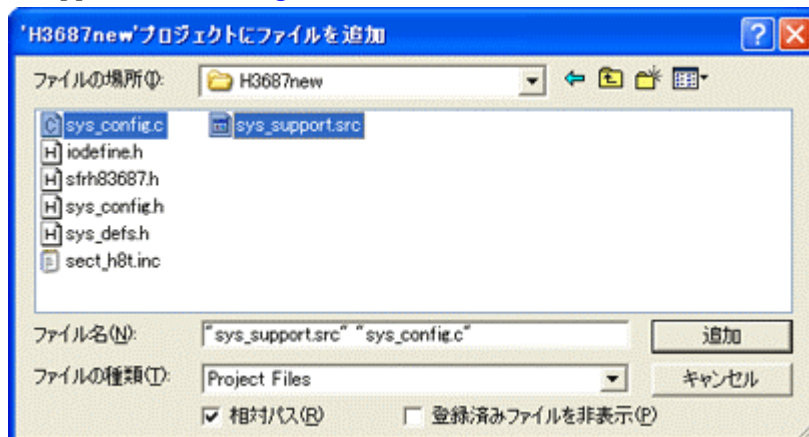 'H3687new'プロジェクトにファイルを追加
ファイルの場所(I): H3687new
sys_config.c sys_support.src
iodefine.h
sfrh83687.h
sys_config.h
sys_defs.h
sect_h8t.inc
ファイル名(N): "sys_support.src" "sys_config.c" 追加
ファイルの種類(T): Project Files キャンセル
相対パス(R) 登録済みファイルを非表示(P)